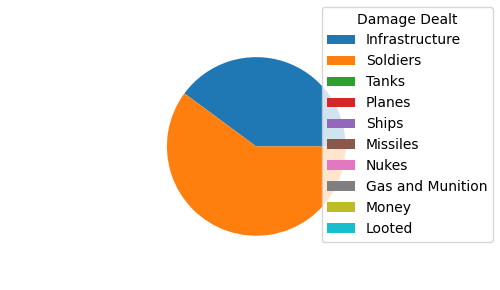 Damage Dealt
Infrastructure
Soldiers
Tanks
Planes
Ships
Missiles
Nukes
Gas and Munition
Money
Looted